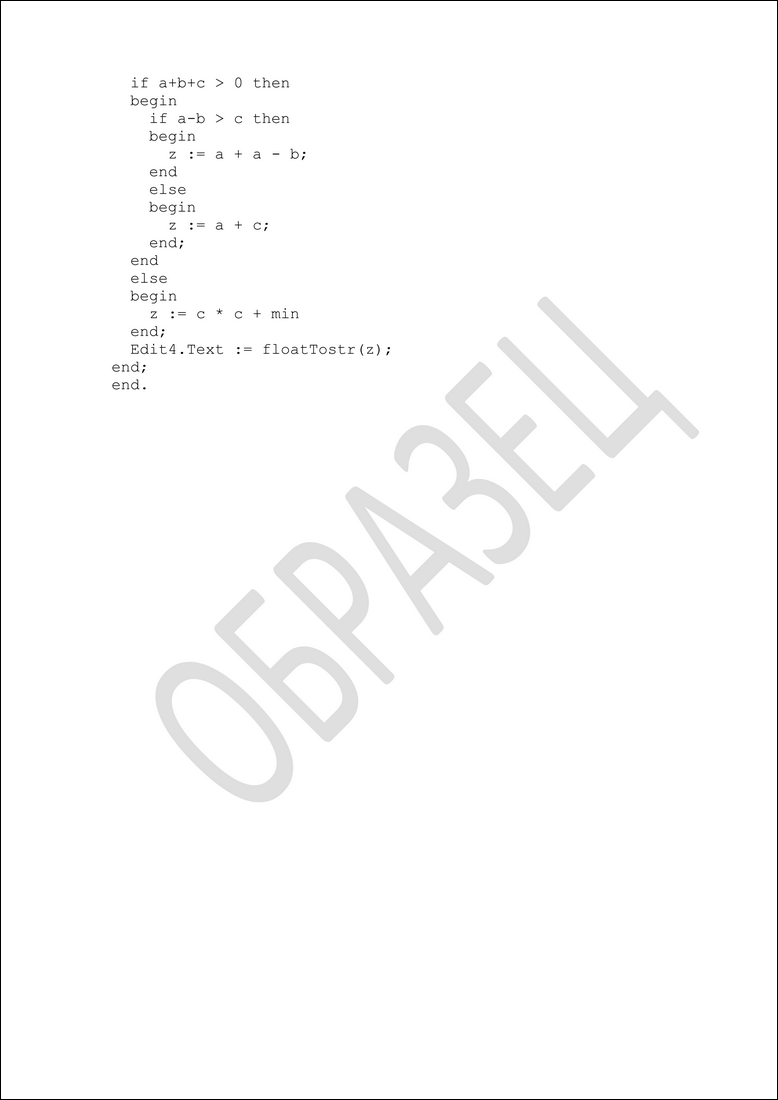 if a+b+c > 0 then
begin
if a-b > c then
begin
z := a + a - b;
end
else
begin
z := a + c;
end;
end
else
begin
z := c * c + min
end;
Edit4.Text := floatTostr(z);
end;
end.
ОБРАЗЕЦ